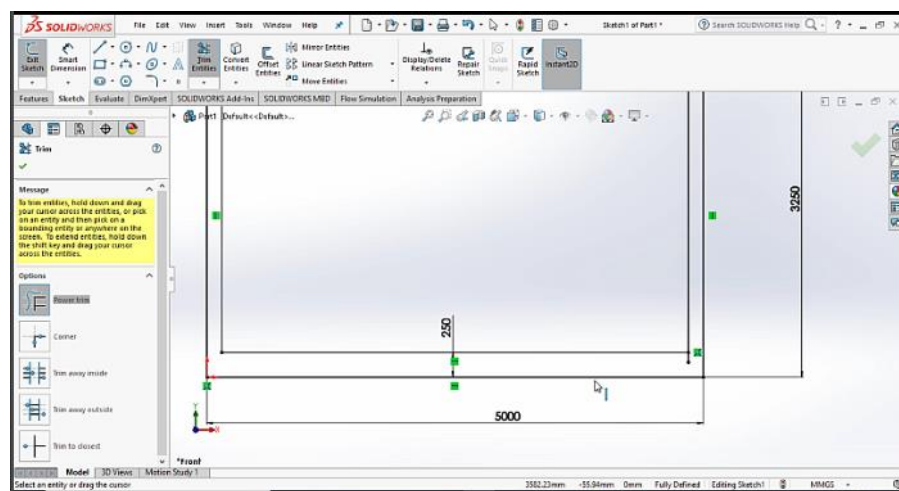 SOLIDWORKS File Edit View Insert Tools Window Help Sketch1 of Part1 * Search SOLIDWORKS Help
Exit Sketch Smart Dimension Trim Entities Convert Entities Offset Entities Mirror Entities Linear Sketch Pattern Move Entities Display/Delete Relations Repair Sketch Quick Snaps Rapid Sketch Instant2D
Features Sketch Evaluate DimXpert SOLIDWORKS Add-Ins SOLIDWORKS MBD Flow Simulation Analysis Preparation
Part1 (Default<<Default>...
Trim
Message
To trim entities, hold down and drag
your cursor across the entities, or pick
on an entity and then pick on a
bounding entity or anywhere on the
screen. To extend entities, hold down
the shift key and drag your cursor
across the entities.
Options
Power trim
Corner
Trim away inside
Trim away outside
Trim to closest
3250
250
5000
Y
X
*Front
Model 3D Views Motion Study 1
Select an entity or drag the cursor 3582.23mm -55.94mm 0mm Fully Defined Editing Sketch1 MMGS